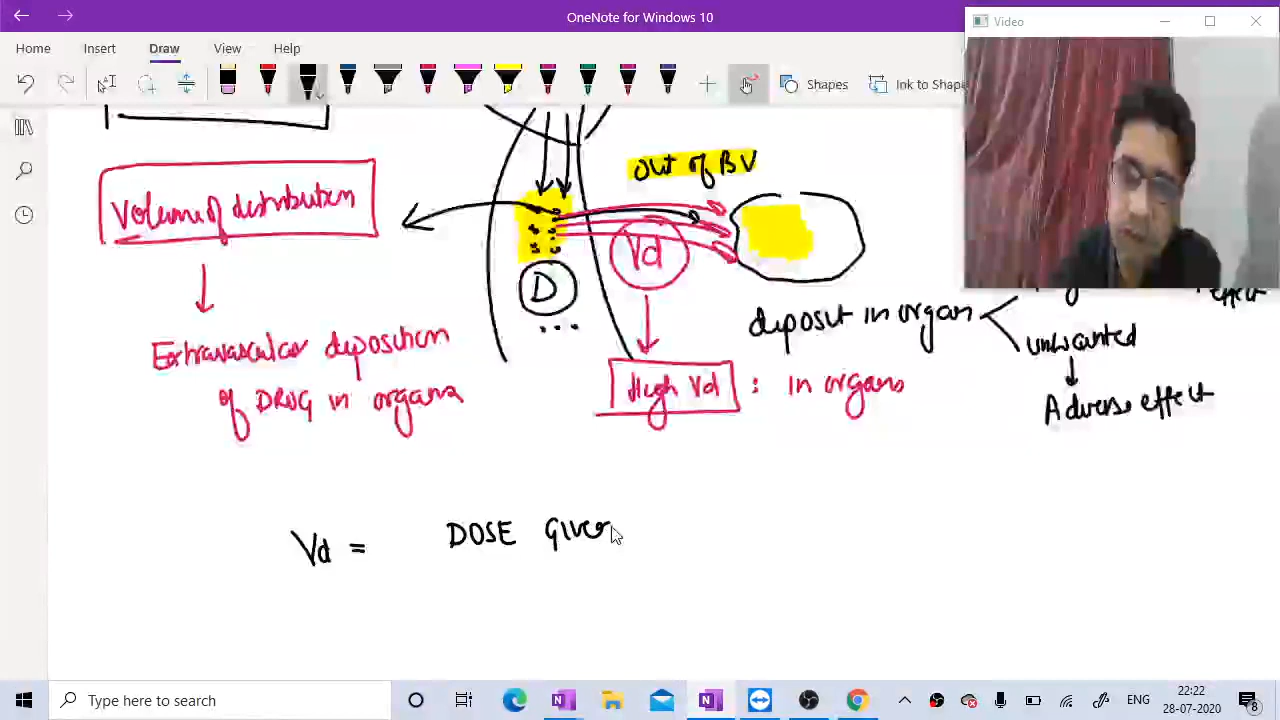 OneNote for Windows 10
Video
Home Insert Draw View Help
Shapes
Ink to Shape
out of BV
Volume of distribution
Vd
D
...
Extravascular deposition
of DRUG in organs
High Vd : in organs
deposit in organ
effect
unwanted
Adverse effect
Vd = DOSE Given
Type here to search
ENG
22:22
28-07-2020
8